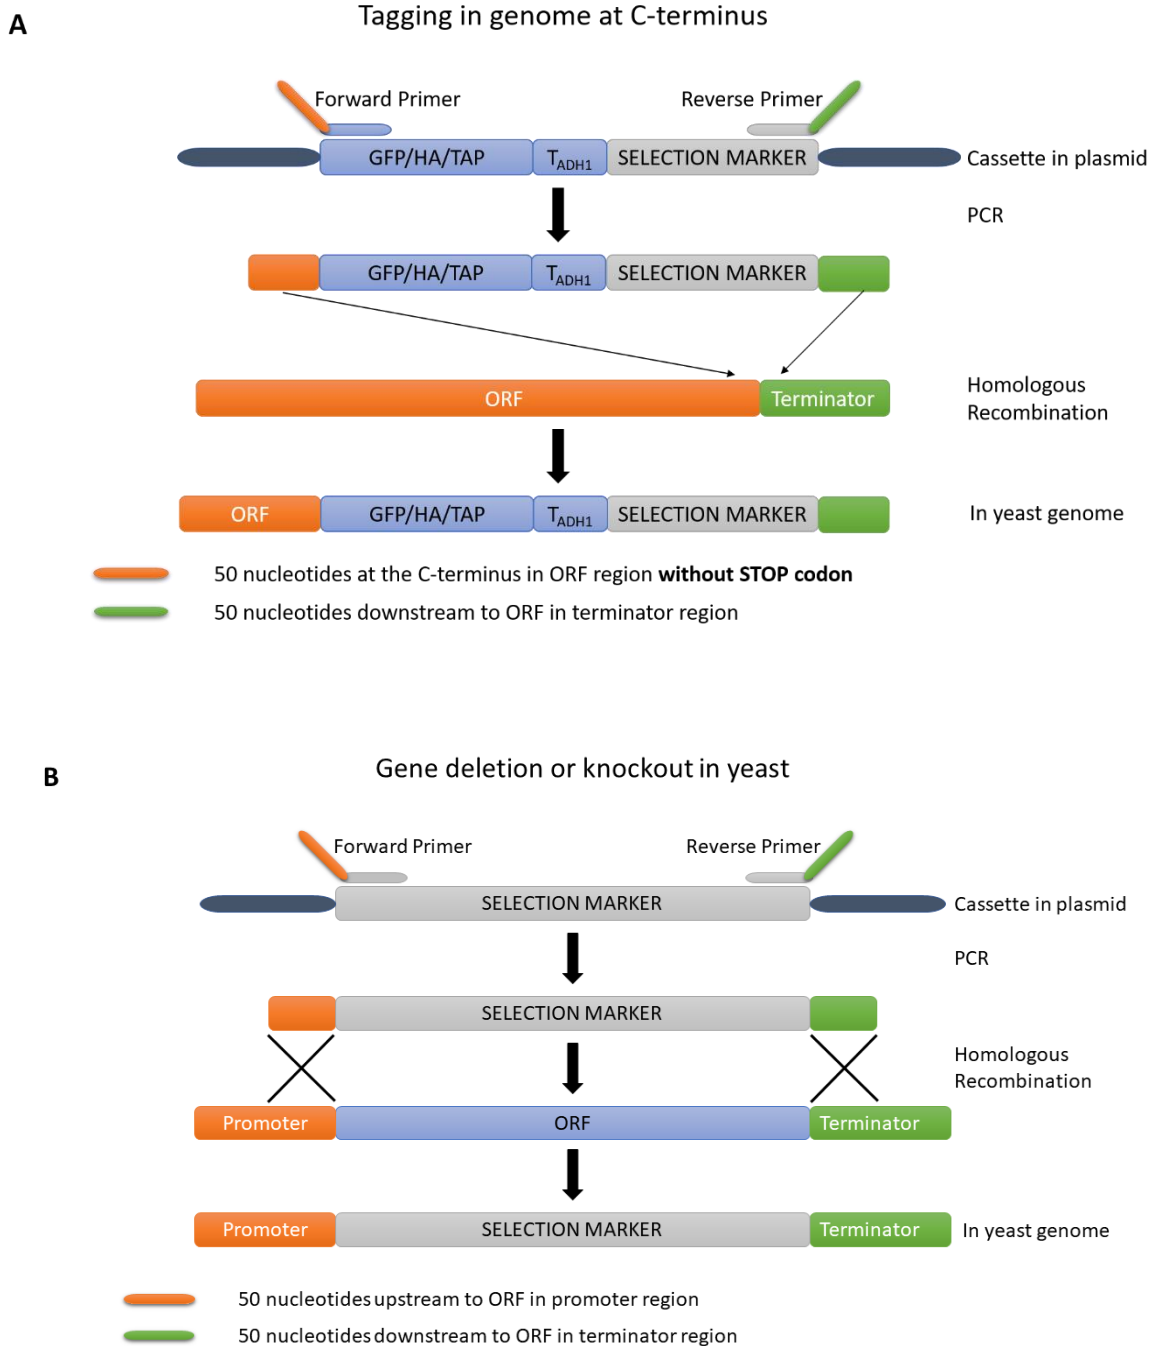 Tagging in genome at C-terminus
A
Forward Primer
Reverse Primer
GFP/HA/TAP
TADH1
SELECTION MARKER
Cassette in plasmid
PCR
GFP/HA/TAP
TADH1
SELECTION MARKER
ORF
Terminator
Homologous
Recombination
ORF
GFP/HA/TAP
TADH1
SELECTION MARKER
In yeast genome
50 nucleotides at the C-terminus in ORF region without STOP codon
50 nucleotides downstream to ORF in terminator region
B
Gene deletion or knockout in yeast
Forward Primer
Reverse Primer
SELECTION MARKER
Cassette in plasmid
PCR
SELECTION MARKER
Homologous
Recombination
Promoter
ORF
Terminator
Promoter
SELECTION MARKER
Terminator
In yeast genome
50 nucleotides upstream to ORF in promoter region
50 nucleotides downstream to ORF in terminator region